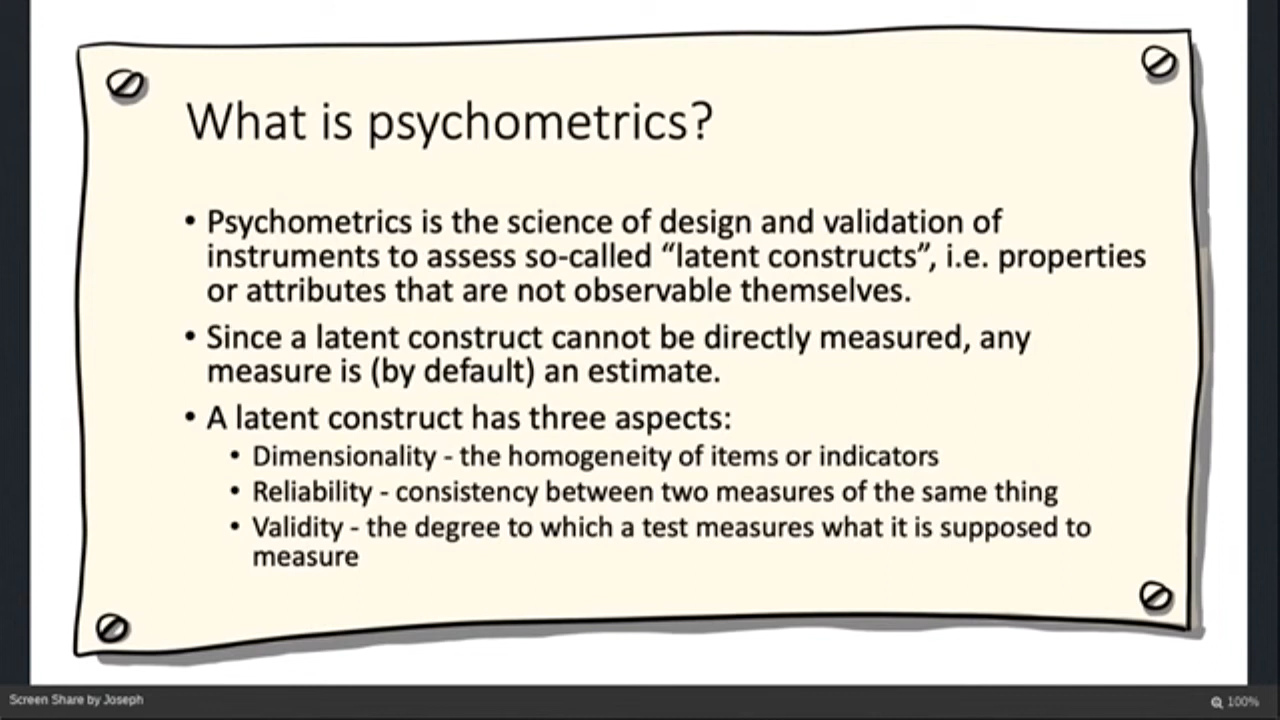 What is psychometrics?
• Psychometrics is the science of design and validation of
instruments to assess so-called “latent constructs”, i.e. properties
or attributes that are not observable themselves.
• Since a latent construct cannot be directly measured, any
measure is (by default) an estimate.
• A latent construct has three aspects:
• Dimensionality - the homogeneity of items or indicators
• Reliability - consistency between two measures of the same thing
• Validity - the degree to which a test measures what it is supposed to
measure
Screen Share by Joseph
100%